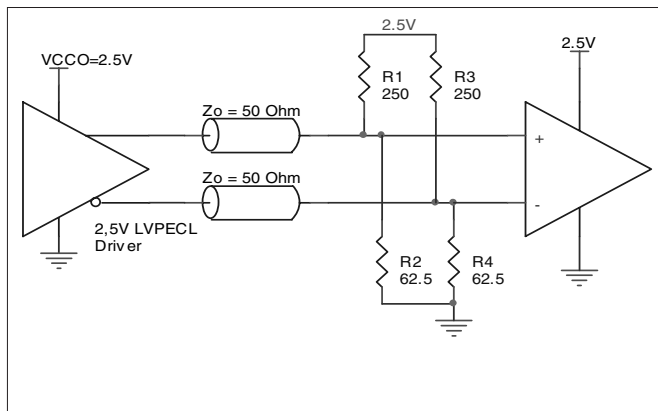 2.5V
VCCO=2.5V
2.5V
R1
250
R3
250
Zo = 50 Ohm
+
Zo = 50 Ohm
-
2,5V LVPECL
Driver
R2
62.5
R4
62.5